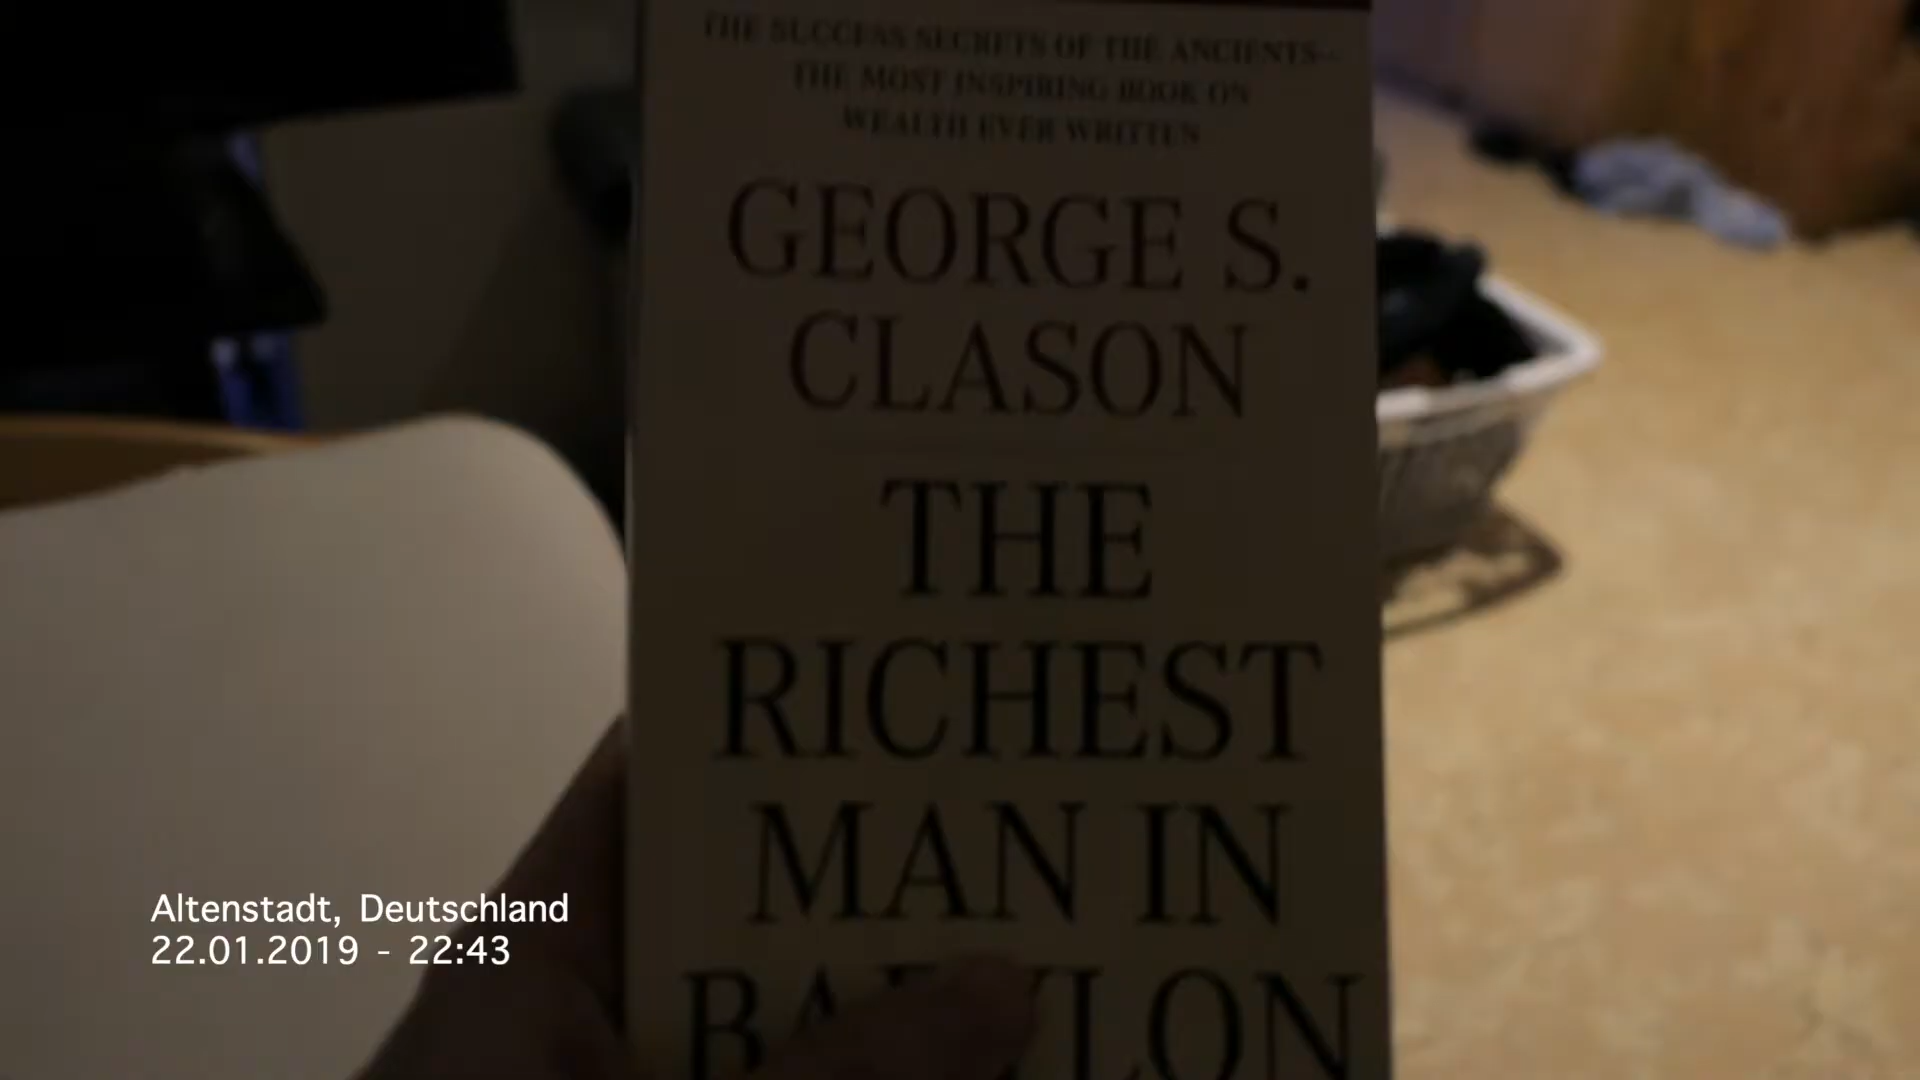 THE SUCCESS SECRETS OF THE ANCIENTS—
THE MOST INSPIRING BOOK ON
WEALTH EVER WRITTEN
GEORGE S.
CLASON
THE
RICHEST
MAN IN
BABYLON
Altenstadt, Deutschland
22.01.2019 - 22:43